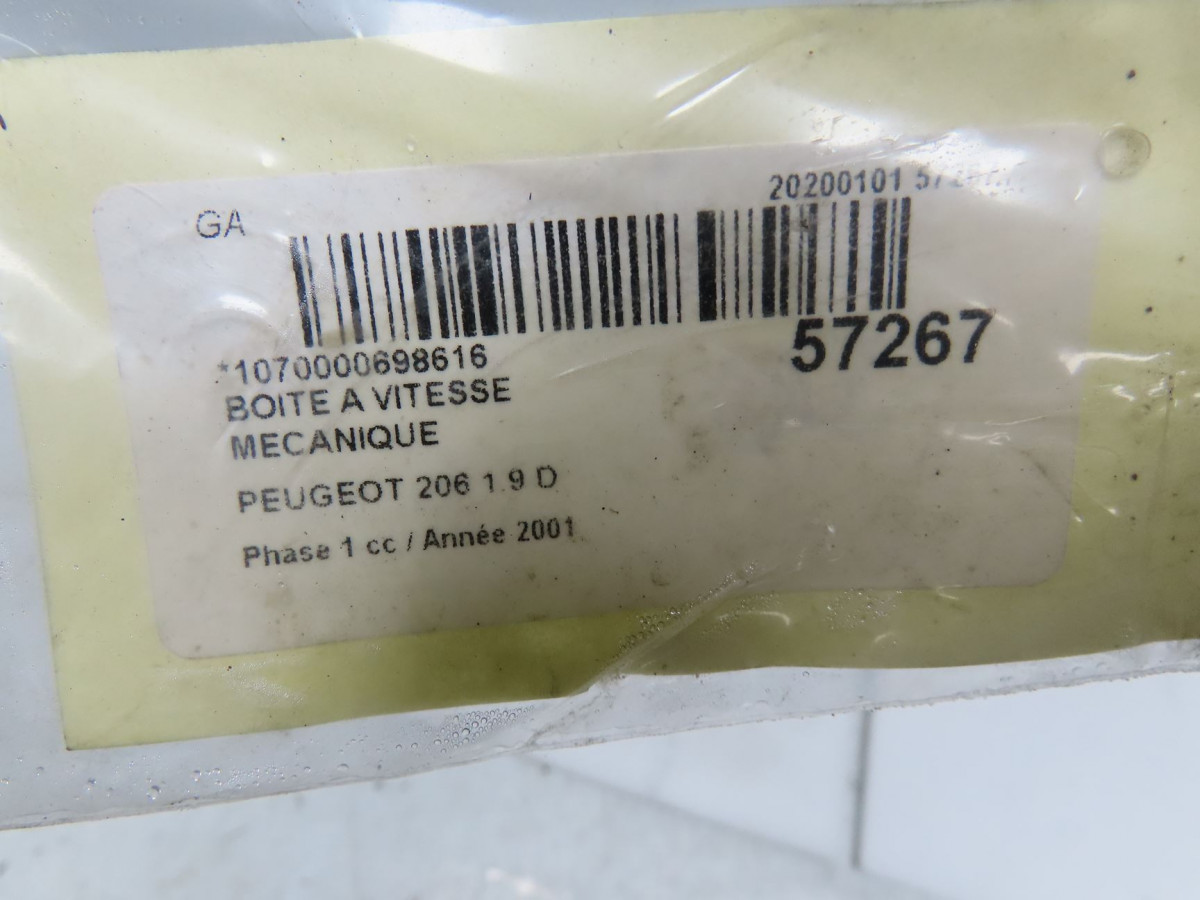 GA
20200101
*1070000698616
57267
BOITE A VITESSE
MECANIQUE
PEUGEOT 206 1.9 D
Phase 1 cc / Année 2001